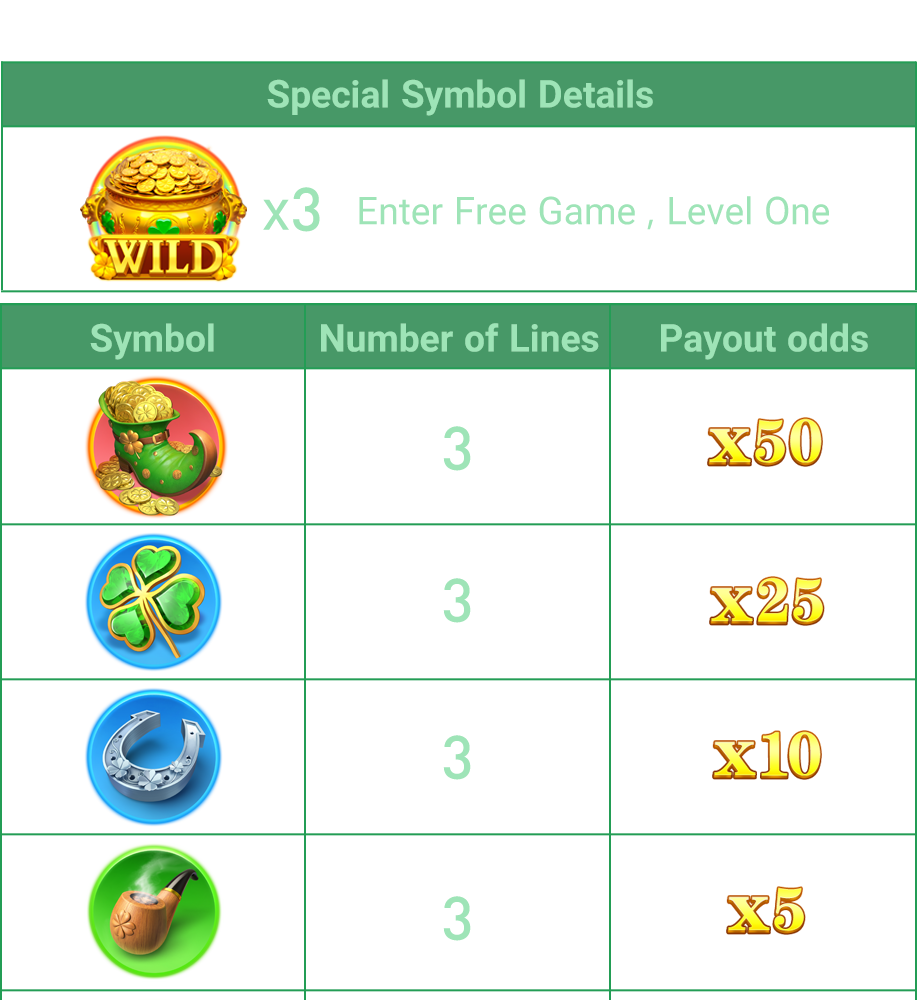 Special Symbol Details
WILD x3 Enter Free Game , Level One
Symbol Number of Lines Payout odds
3 x50
3 x25
3 x10
3 x5